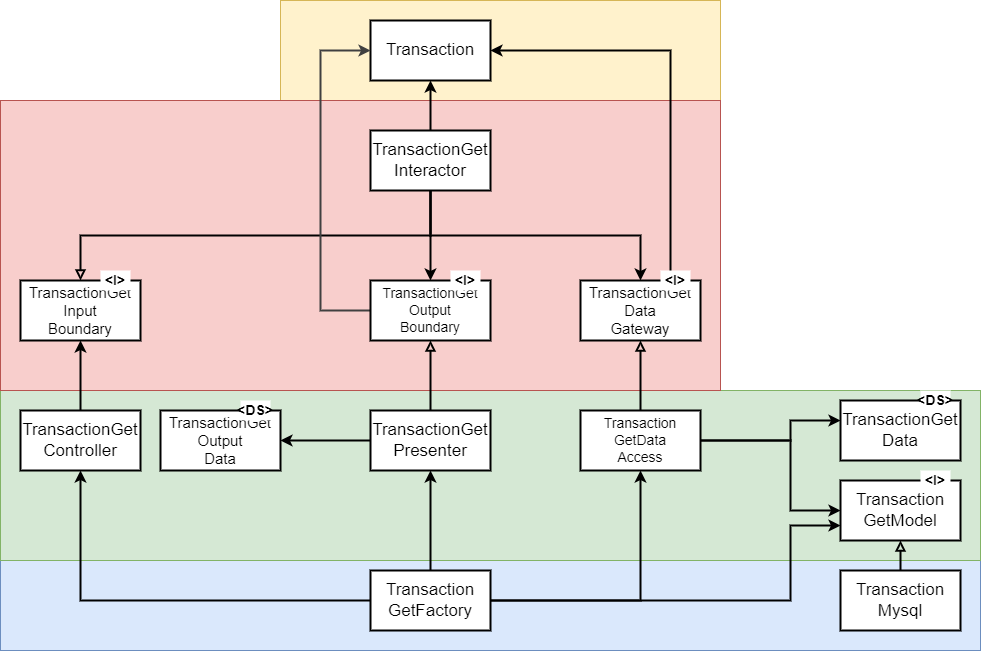 Transaction
TransactionGet
Interactor
<I>
TransactionGet
Input
Boundary
<I>
TransactionGet
Output
Boundary
<I>
TransactionGet
Data
Gateway
TransactionGet
Controller
<DS>
TransactionGet
Output
Data
TransactionGet
Presenter
Transaction
GetData
Access
<DS>
TransactionGet
Data
<I>
Transaction
GetModel
Transaction
GetFactory
Transaction
Mysql